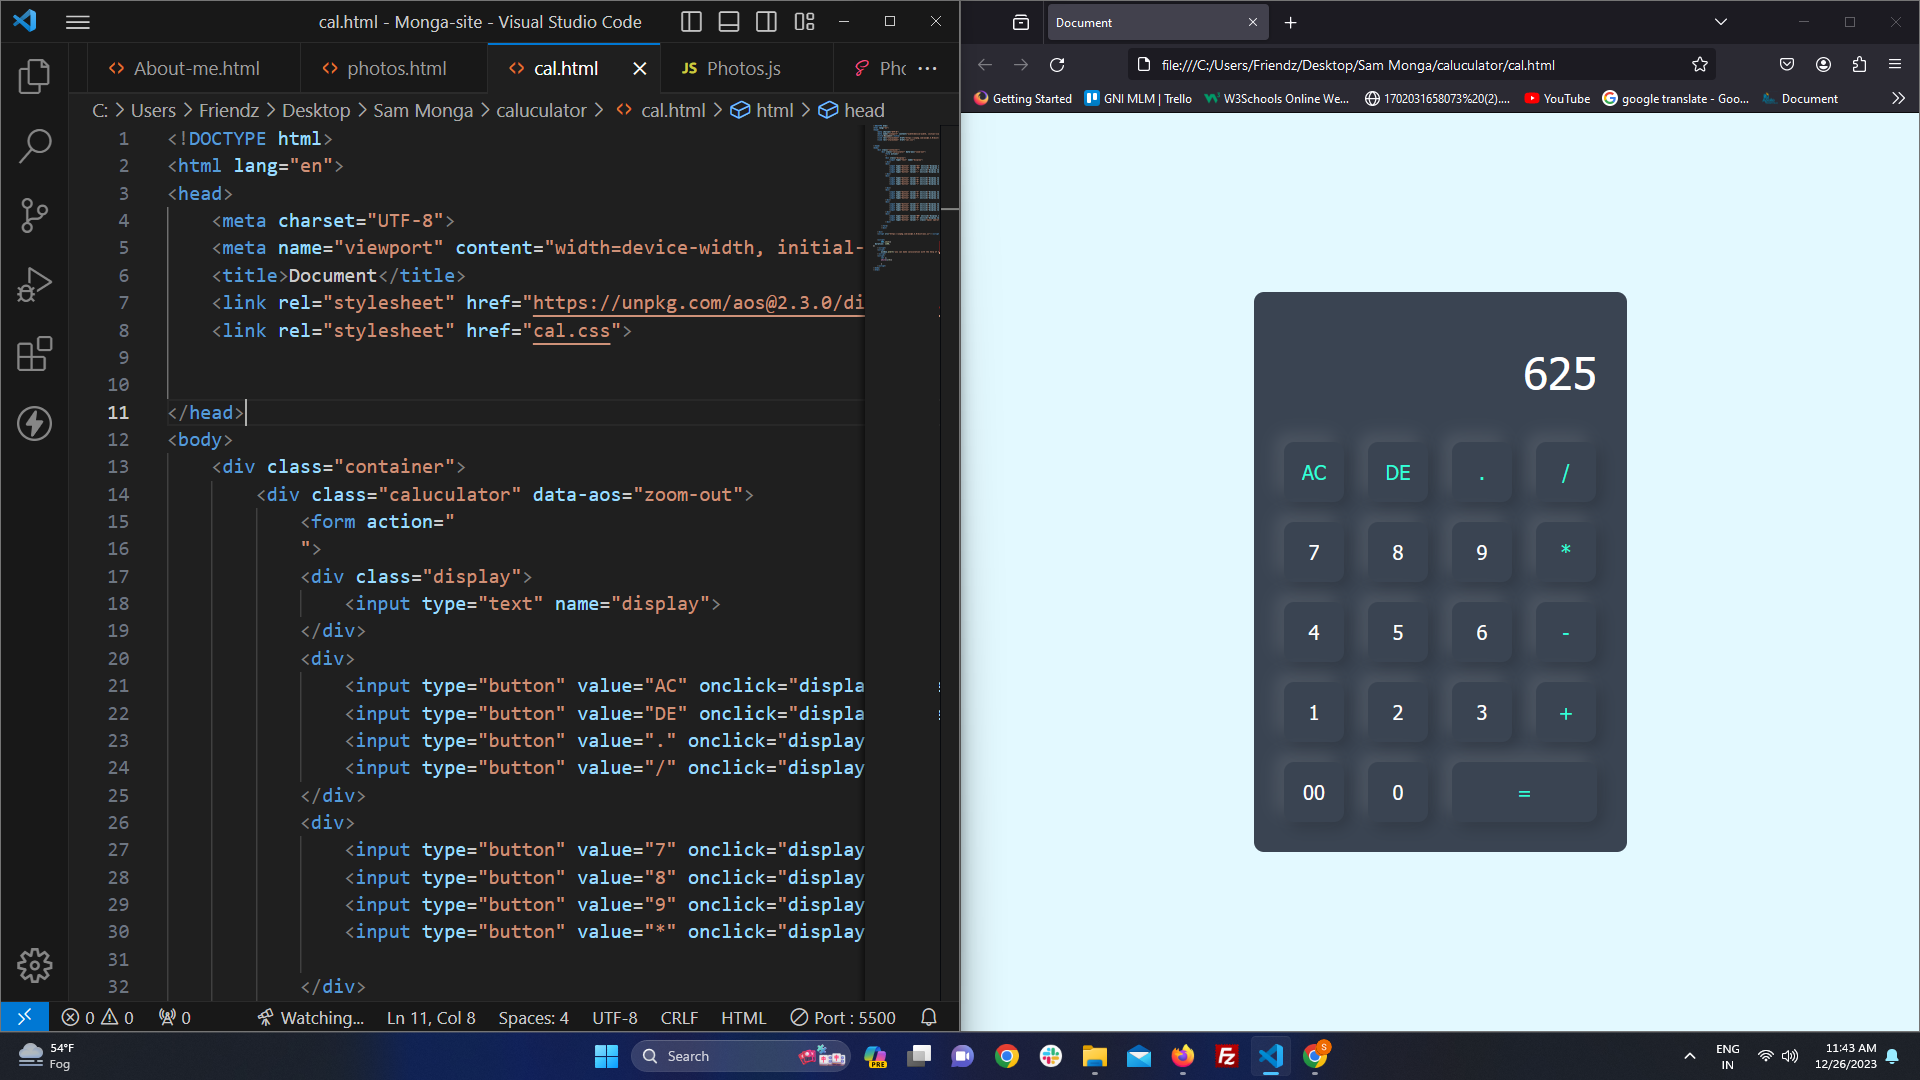 cal.html - Monga-site - Visual Studio Code
About-me.html
photos.html
cal.html
JS Photos.js
Phc
C: > Users > Friendz > Desktop > Sam Monga > caluculator > cal.html > html > head
1 <!DOCTYPE html>
2 <html lang="en">
3 <head>
4 <meta charset="UTF-8">
5 <meta name="viewport" content="width=device-width, initial-
6 <title>Document</title>
7 <link rel="stylesheet" href="https://unpkg.com/aos@2.3.0/di
8 <link rel="stylesheet" href="cal.css">
9
10
11 </head>
12 <body>
13 <div class="container">
14 <div class="caluculator" data-aos="zoom-out">
15 <form action="
16 ">
17 <div class="display">
18 <input type="text" name="display">
19 </div>
20 <div>
21 <input type="button" value="AC" onclick="displa
22 <input type="button" value="DE" onclick="displa
23 <input type="button" value="." onclick="display
24 <input type="button" value="/" onclick="display
25 </div>
26 <div>
27 <input type="button" value="7" onclick="display
28 <input type="button" value="8" onclick="display
29 <input type="button" value="9" onclick="display
30 <input type="button" value="*" onclick="display
31
32 </div>
0 0 0 Watching... Ln 11, Col 8 Spaces: 4 UTF-8 CRLF HTML Port : 5500
Document
file:///C:/Users/Friendz/Desktop/Sam Monga/caluculator/cal.html
Getting Started GNI MLM | Trello W3Schools Online We... 1702031658073%20(2).... YouTube google translate - Goo... Document
625
AC DE . /
7 8 9 *
4 5 6 -
1 2 3 +
00 0 =
54°F
Fog
Search
PRE
Fz
S
ENG
IN
11:43 AM
12/26/2023